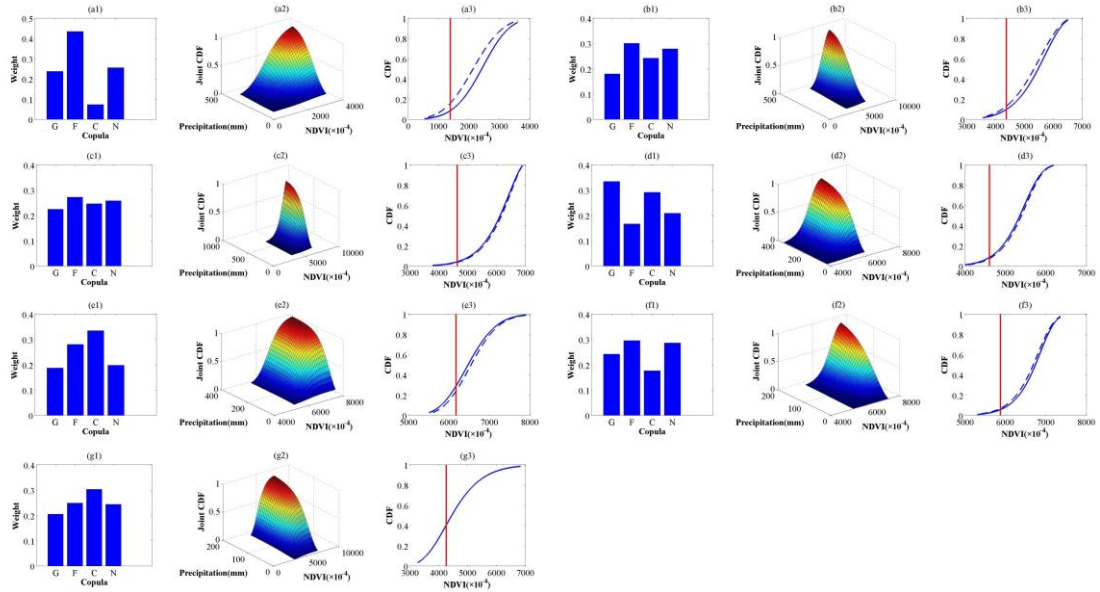 (a1)
0.5
0.4
0.3
0.2
0.1
0
Weight
G F C N
Copula
(a2)
1
0.5
0
Joint CDF
500
0
Precipitation(mm)
0
2000
4000
NDVI(×10⁻⁴)
(a3)
1
0.8
0.6
0.4
0.2
0
CDF
0 1000 2000 3000 4000
NDVI(×10⁻⁴)
(b1)
0.4
0.3
0.2
0.1
0
Weight
G F C N
Copula
(b2)
1
0.5
0
Joint CDF
500
0
Precipitation(mm)
0
5000
10000
NDVI(×10⁻⁴)
(b3)
1
0.8
0.6
0.4
0.2
0
CDF
3000 4000 5000 6000 7000
NDVI(×10⁻⁴)
(c1)
0.4
0.3
0.2
0.1
0
Weight
G F C N
Copula
(c2)
1
0.5
0
Joint CDF
1000
500
0
Precipitation(mm)
0
5000
10000
NDVI(×10⁻⁴)
(c3)
1
0.8
0.6
0.4
0.2
0
CDF
3000 4000 5000 6000 7000
NDVI(×10⁻⁴)
(d1)
0.4
0.3
0.2
0.1
0
Weight
G F C N
Copula
(d2)
1
0.5
0
Joint CDF
400
200
0
Precipitation(mm)
4000
6000
8000
NDVI(×10⁻⁴)
(d3)
1
0.8
0.6
0.4
0.2
0
CDF
4000 5000 6000 7000
NDVI(×10⁻⁴)
(e1)
0.4
0.3
0.2
0.1
0
Weight
G F C N
Copula
(e2)
1
0.5
0
Joint CDF
400
200
0
Precipitation(mm)
4000
6000
8000
NDVI(×10⁻⁴)
(e3)
1
0.8
0.6
0.4
0.2
0
CDF
5000 6000 7000 8000
NDVI(×10⁻⁴)
(f1)
0.4
0.3
0.2
0.1
0
Weight
G F C N
Copula
(f2)
1
0.5
0
Joint CDF
200
100
0
Precipitation(mm)
4000
6000
8000
NDVI(×10⁻⁴)
(f3)
1
0.8
0.6
0.4
0.2
0
CDF
5000 6000 7000 8000
NDVI(×10⁻⁴)
(g1)
0.4
0.3
0.2
0.1
0
Weight
G F C N
Copula
(g2)
1
0.5
0
Joint CDF
200
100
0
Precipitation(mm)
0
5000
10000
NDVI(×10⁻⁴)
(g3)
1
0.8
0.6
0.4
0.2
0
CDF
3000 4000 5000 6000 7000
NDVI(×10⁻⁴)